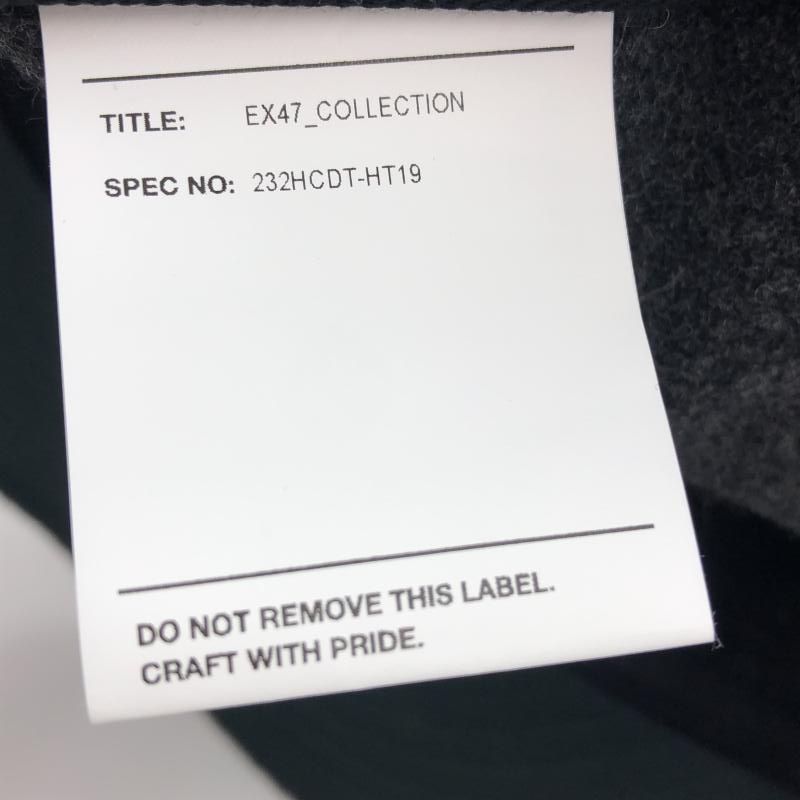 TITLE: EX47_COLLECTION
SPEC NO: 232HCDT-HT19
DO NOT REMOVE THIS LABEL.
CRAFT WITH PRIDE.